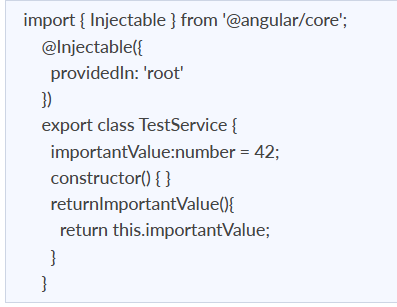 import { Injectable } from '@angular/core';
@Injectable({
providedIn: 'root'
})
export class TestService {
importantValue:number = 42;
constructor() { }
returnImportantValue(){
return this.importantValue;
}
}